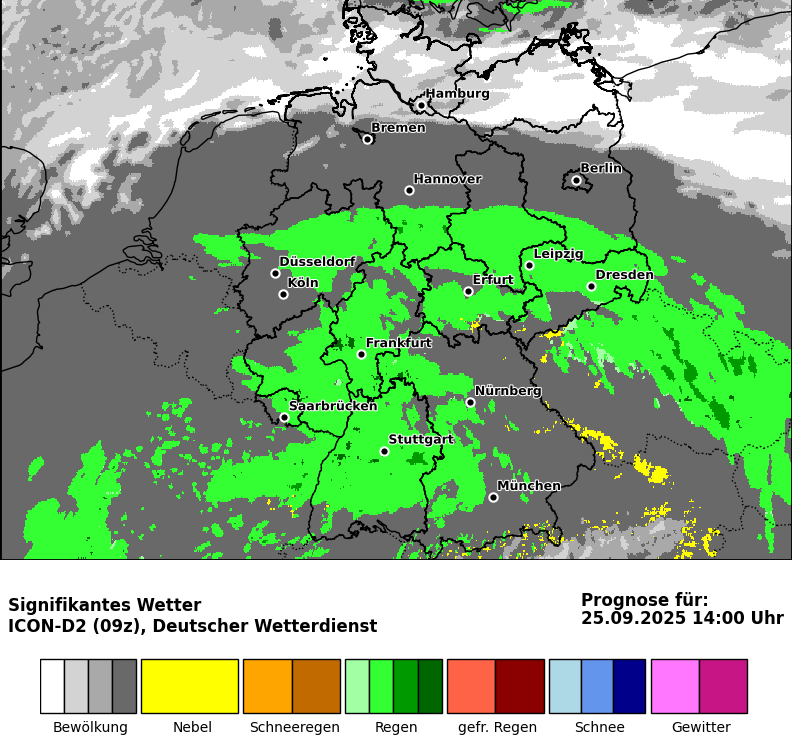 Hamburg
Bremen
Berlin
Hannover
Leipzig
Düsseldorf
Dresden
Köln
Erfurt
Frankfurt
Nürnberg
Saarbrücken
Stuttgart
München
Signifikantes Wetter
ICON-D2 (09z), Deutscher Wetterdienst
Prognose für:
25.09.2025 14:00 Uhr
Bewölkung
Nebel
Schneeregen
Regen
gefr. Regen
Schnee
Gewitter